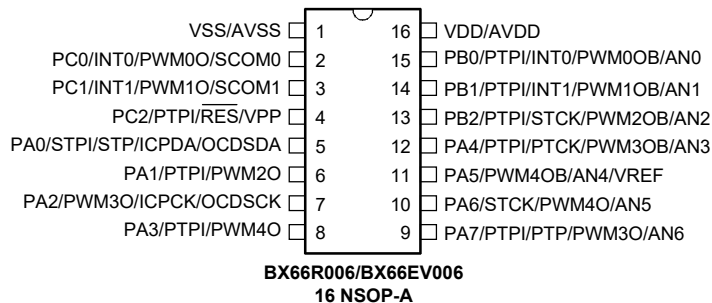 VSS/AVSS 1 16 VDD/AVDD
PC0/INT0/PWM0O/SCOM0 2 15 PB0/PTPI/INT0/PWM0OB/AN0
PC1/INT1/PWM1O/SCOM1 3 14 PB1/PTPI/INT1/PWM1OB/AN1
PC2/PTPI/RES/VPP 4 13 PB2/PTPI/STCK/PWM2OB/AN2
PA0/STPI/STP/ICPDA/OCDSDA 5 12 PA4/PTPI/PTCK/PWM3OB/AN3
PA1/PTPI/PWM2O 6 11 PA5/PWM4OB/AN4/VREF
PA2/PWM3O/ICPCK/OCDSCK 7 10 PA6/STCK/PWM4O/AN5
PA3/PTPI/PWM4O 8 9 PA7/PTPI/PTP/PWM3O/AN6
BX66R006/BX66EV006
16 NSOP-A